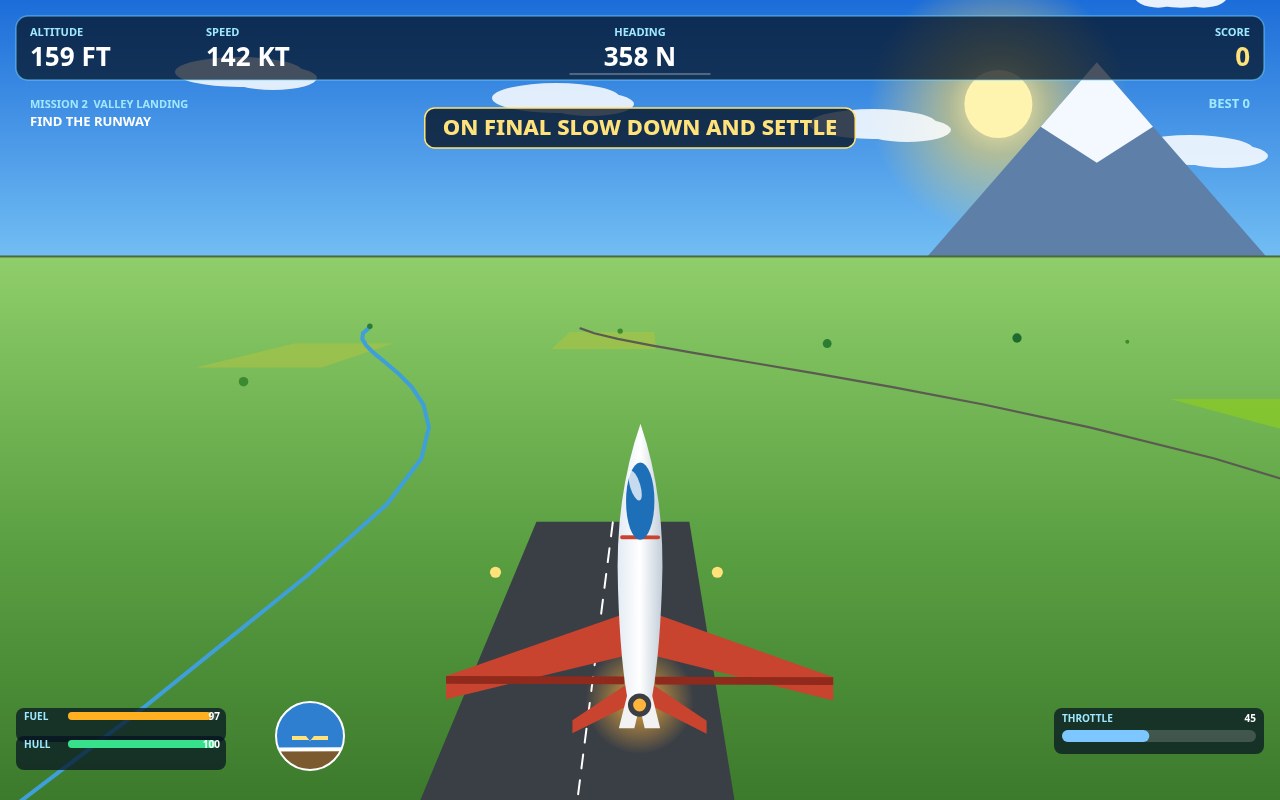 ALTITUDE
159 FT
SPEED
142 KT
HEADING
358 N
SCORE
0
MISSION 2 VALLEY LANDING
FIND THE RUNWAY
BEST 0
ON FINAL SLOW DOWN AND SETTLE
FUEL 97
HULL 100
THROTTLE 45